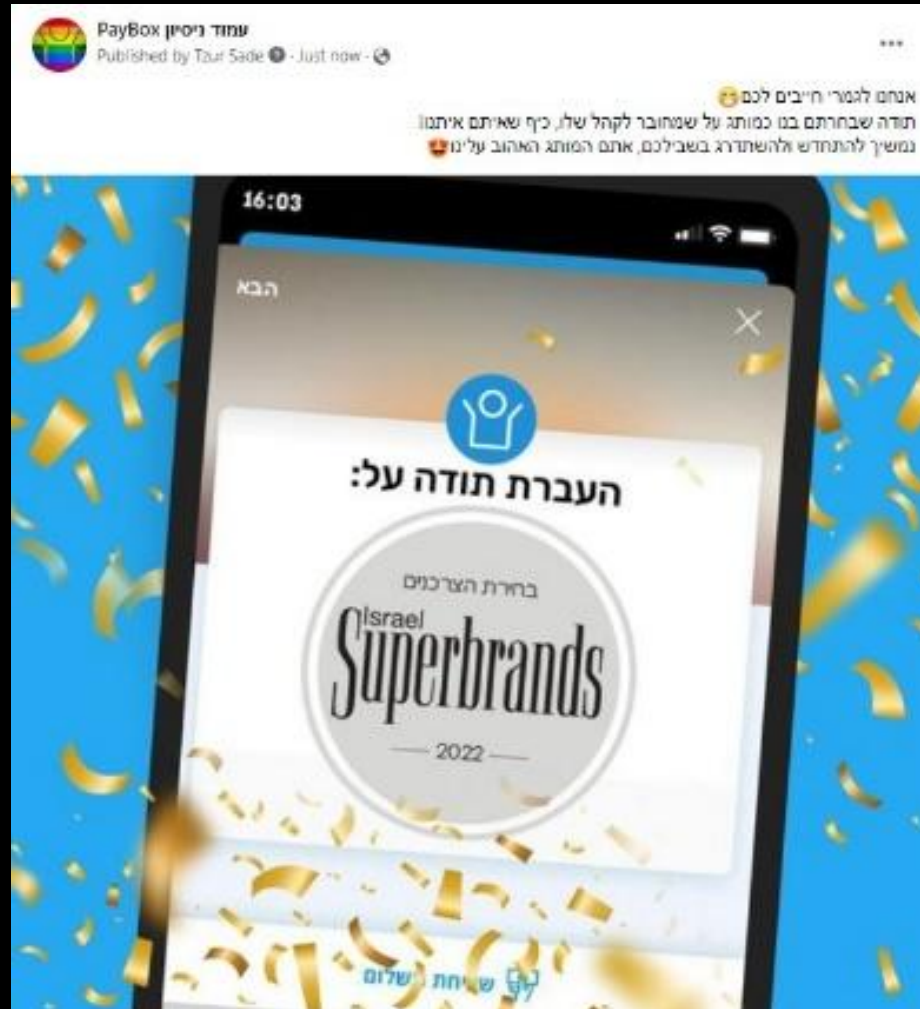 עמוד ניסיון PayBox
Published by Tzur Sade · Just now ·
אנחנו לגמרי חייבים לכם😁
תודה שבחרתם בנו כמותג על שמחובר לקהל שלו, כיף שאיתם איתנו!
נמשיך להתחדש ולהשתדרג בשבילכם, אתם המותג האהוב עלינו🤩
16:03
הבא
העברת תודה על:
בחירת הצרכנים
Israel
Superbrands
2022